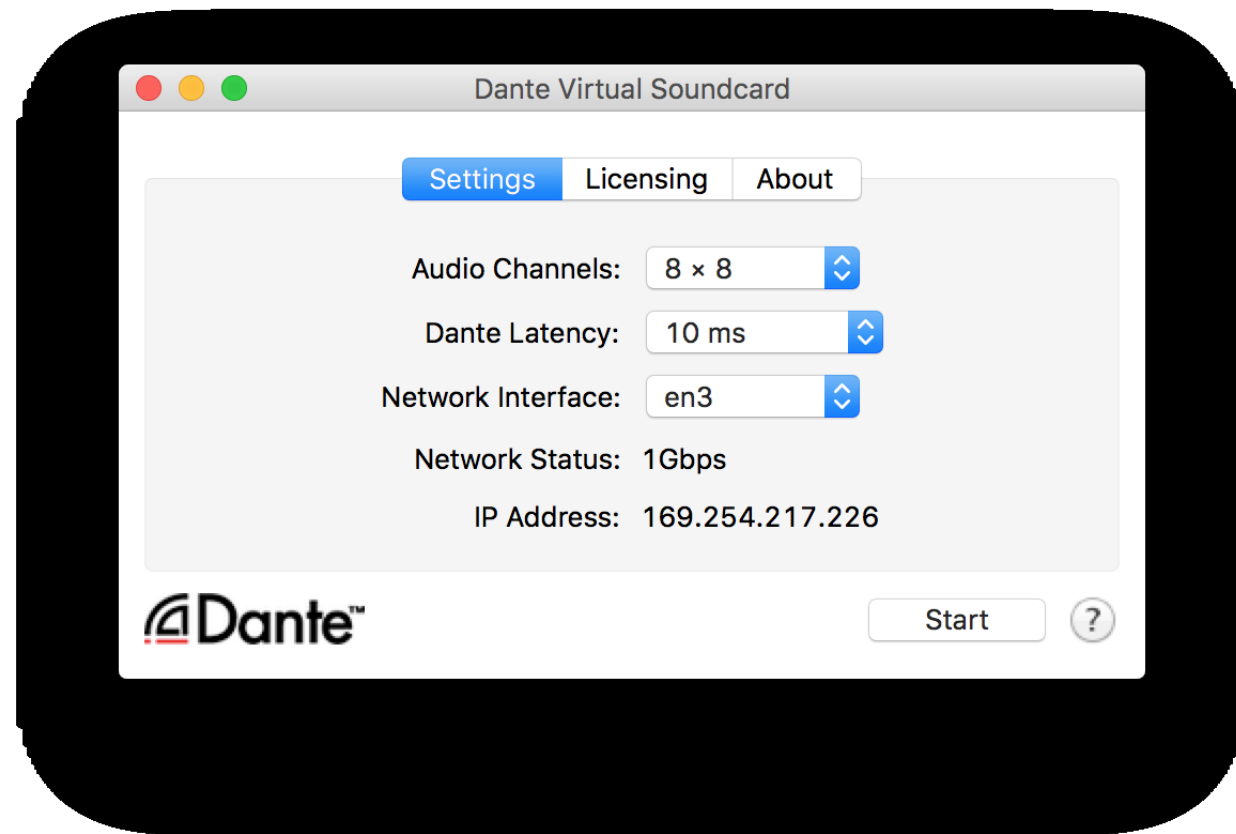 Dante Virtual Soundcard
Settings Licensing About
Audio Channels: 8 × 8
Dante Latency: 10 ms
Network Interface: en3
Network Status: 1Gbps
IP Address: 169.254.217.226
Dante™ Start ?